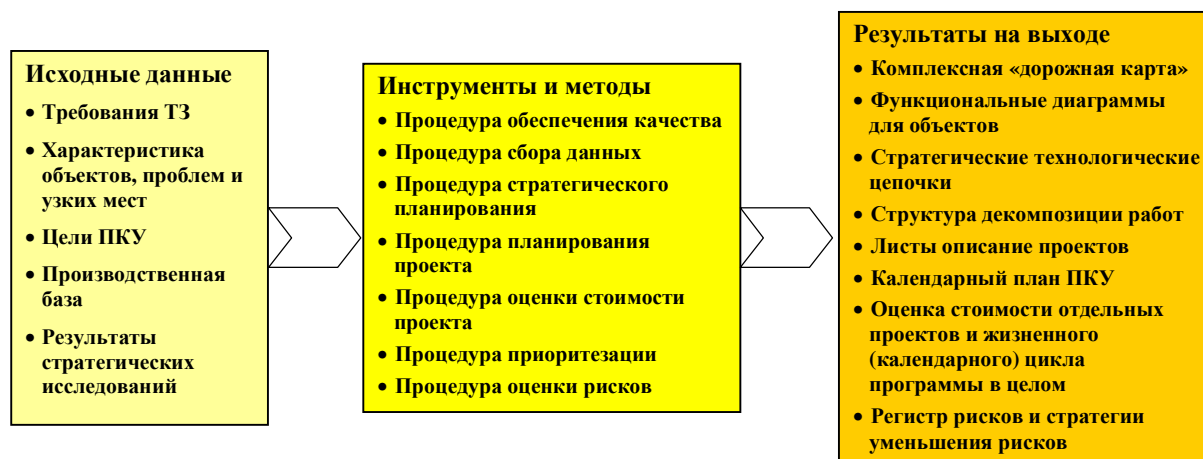 Исходные данные
• Требования ТЗ
• Характеристика
объектов, проблем и
узких мест
• Цели ПКУ
• Производственная
база
• Результаты
стратегических
исследований
Инструменты и методы
• Процедура обеспечения качества
• Процедура сбора данных
• Процедура стратегического
планирования
• Процедура планирования
проекта
• Процедура оценки стоимости
проекта
• Процедура приоритезации
• Процедура оценки рисков
Результаты на выходе
• Комплексная «дорожная карта»
• Функциональные диаграммы
для объектов
• Стратегические технологические
цепочки
• Структура декомпозиции работ
• Листы описание проектов
• Календарный план ПКУ
• Оценка стоимости отдельных
проектов и жизненного
(календарного) цикла
программы в целом
• Регистр рисков и стратегии
уменьшения рисков